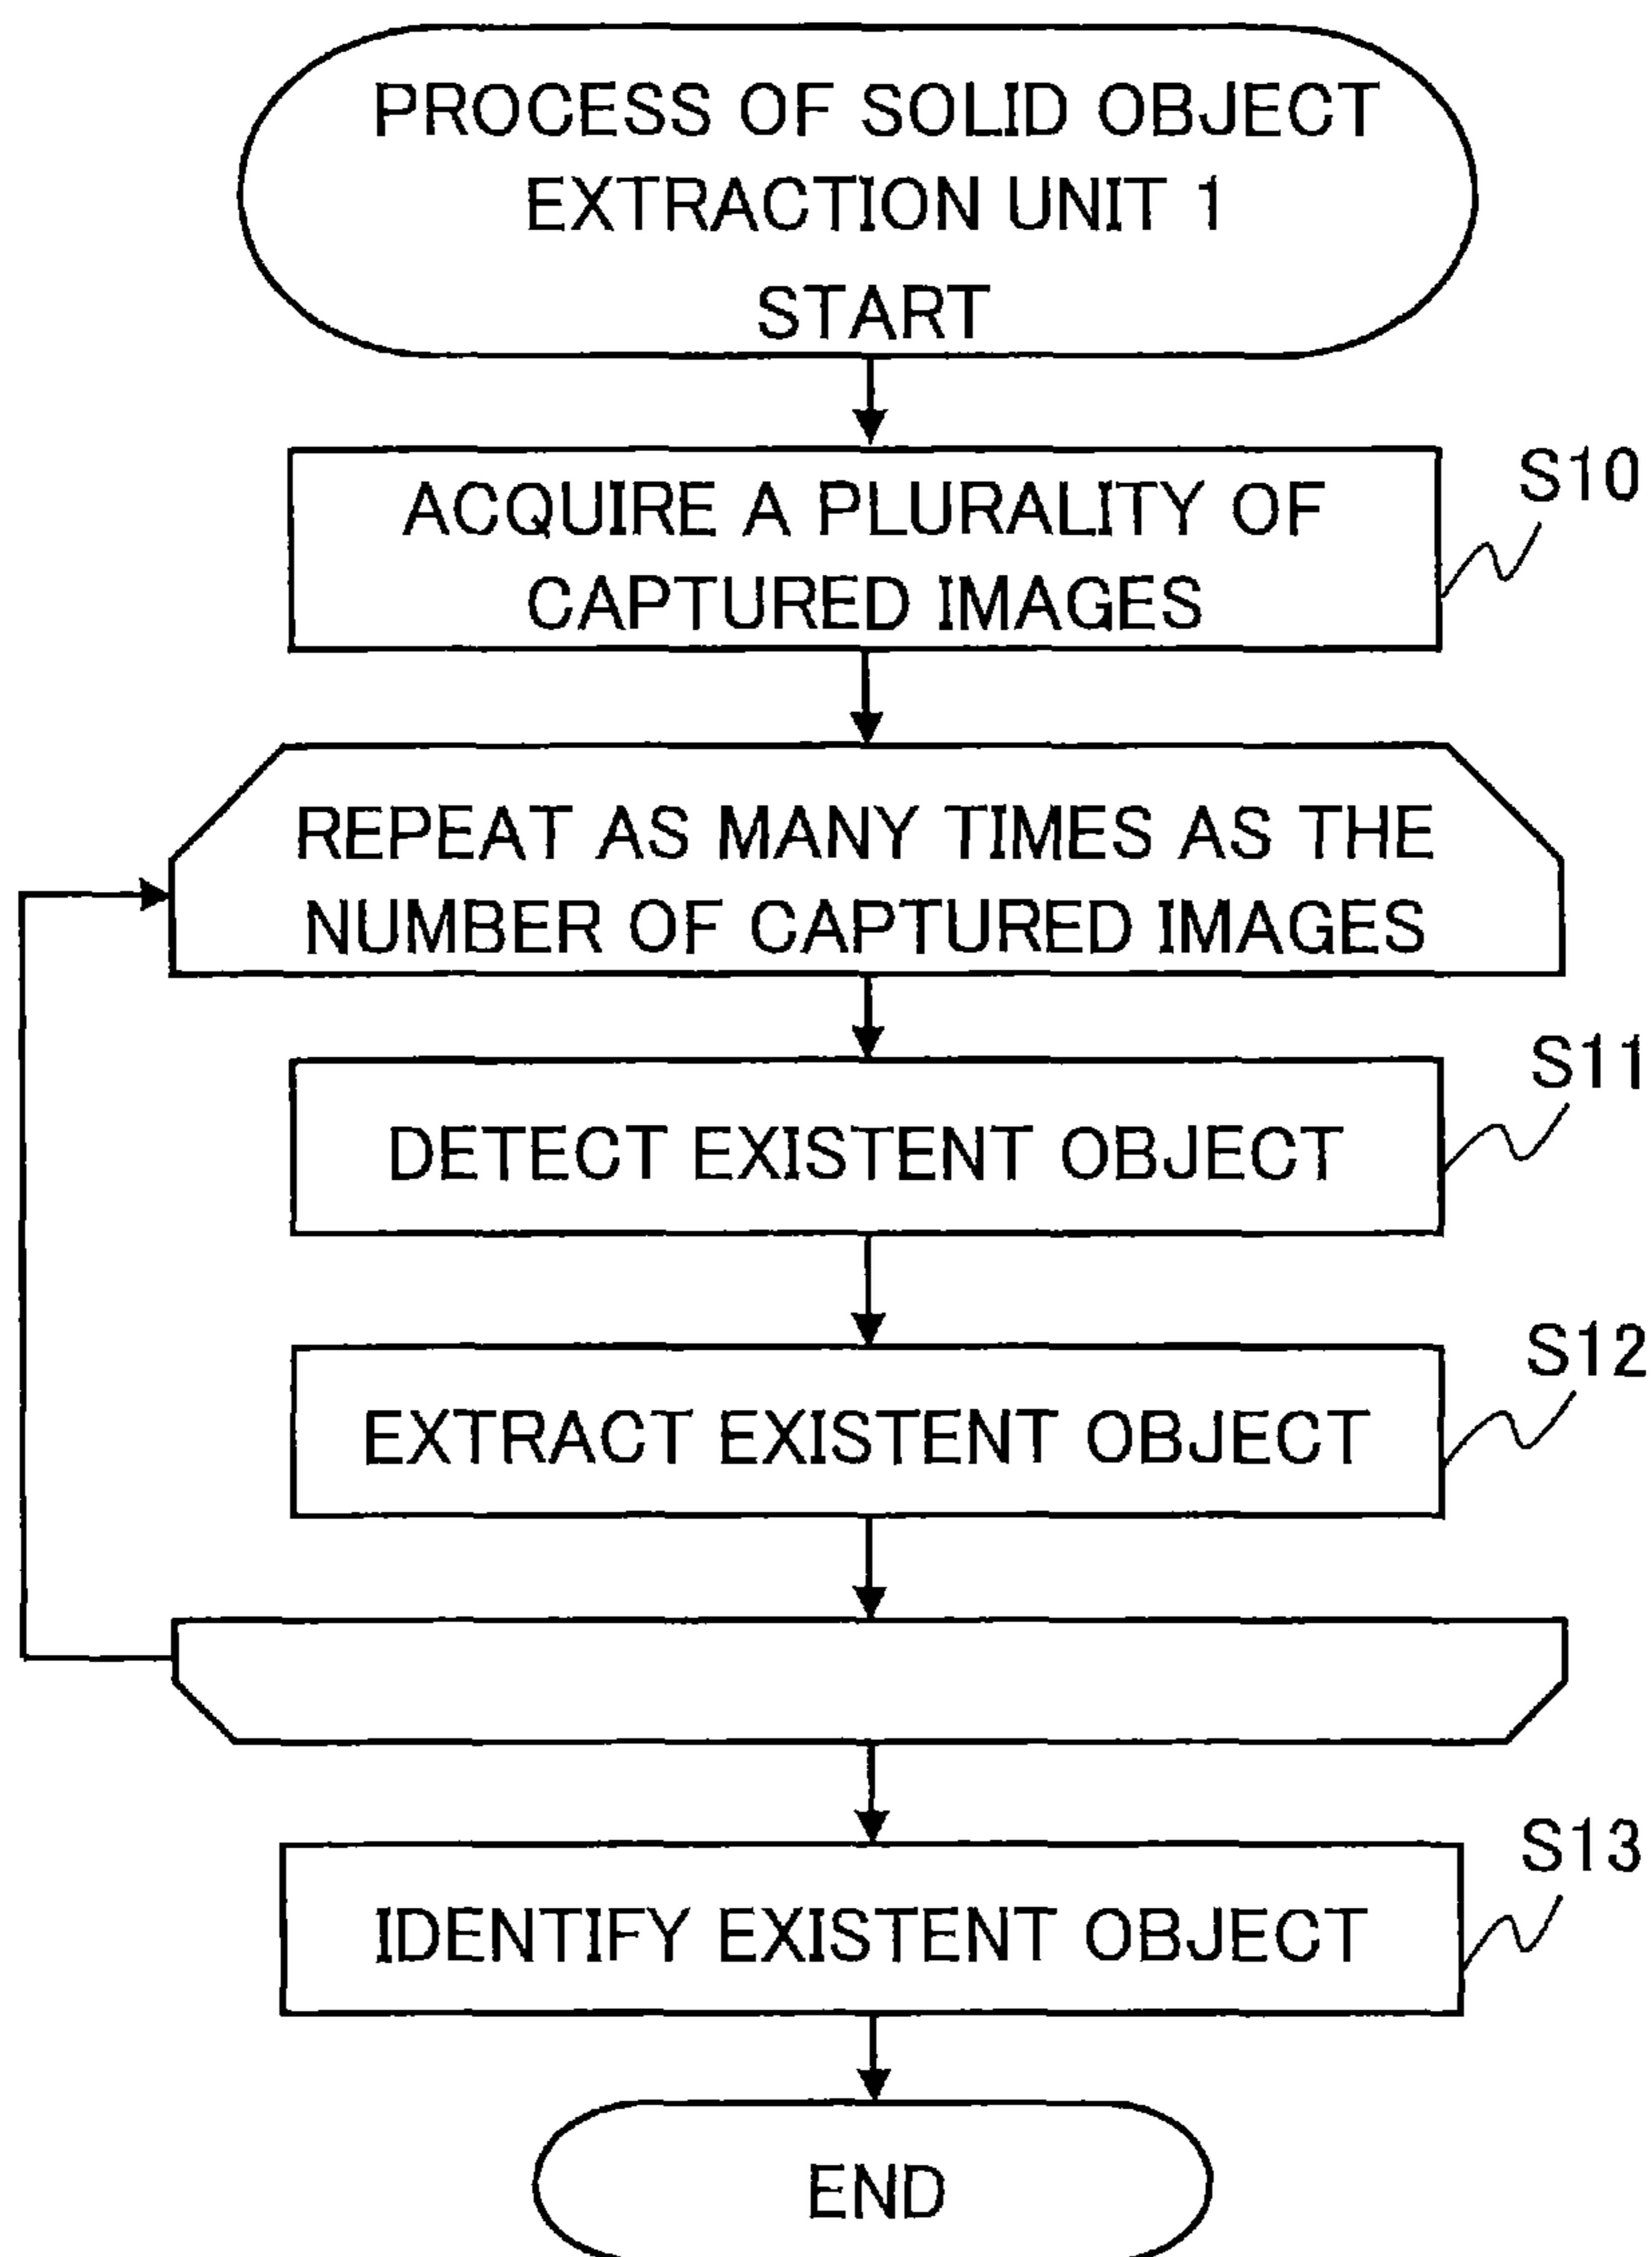 PROCESS OF SOLID OBJECT
EXTRACTION UNIT 1
START
ACQUIRE A PLURALITY OF
CAPTURED IMAGES
S10
REPEAT AS MANY TIMES AS THE
NUMBER OF CAPTURED IMAGES
S11
DETECT EXISTENT OBJECT
S12
EXTRACT EXISTENT OBJECT
S13
IDENTIFY EXISTENT OBJECT
END